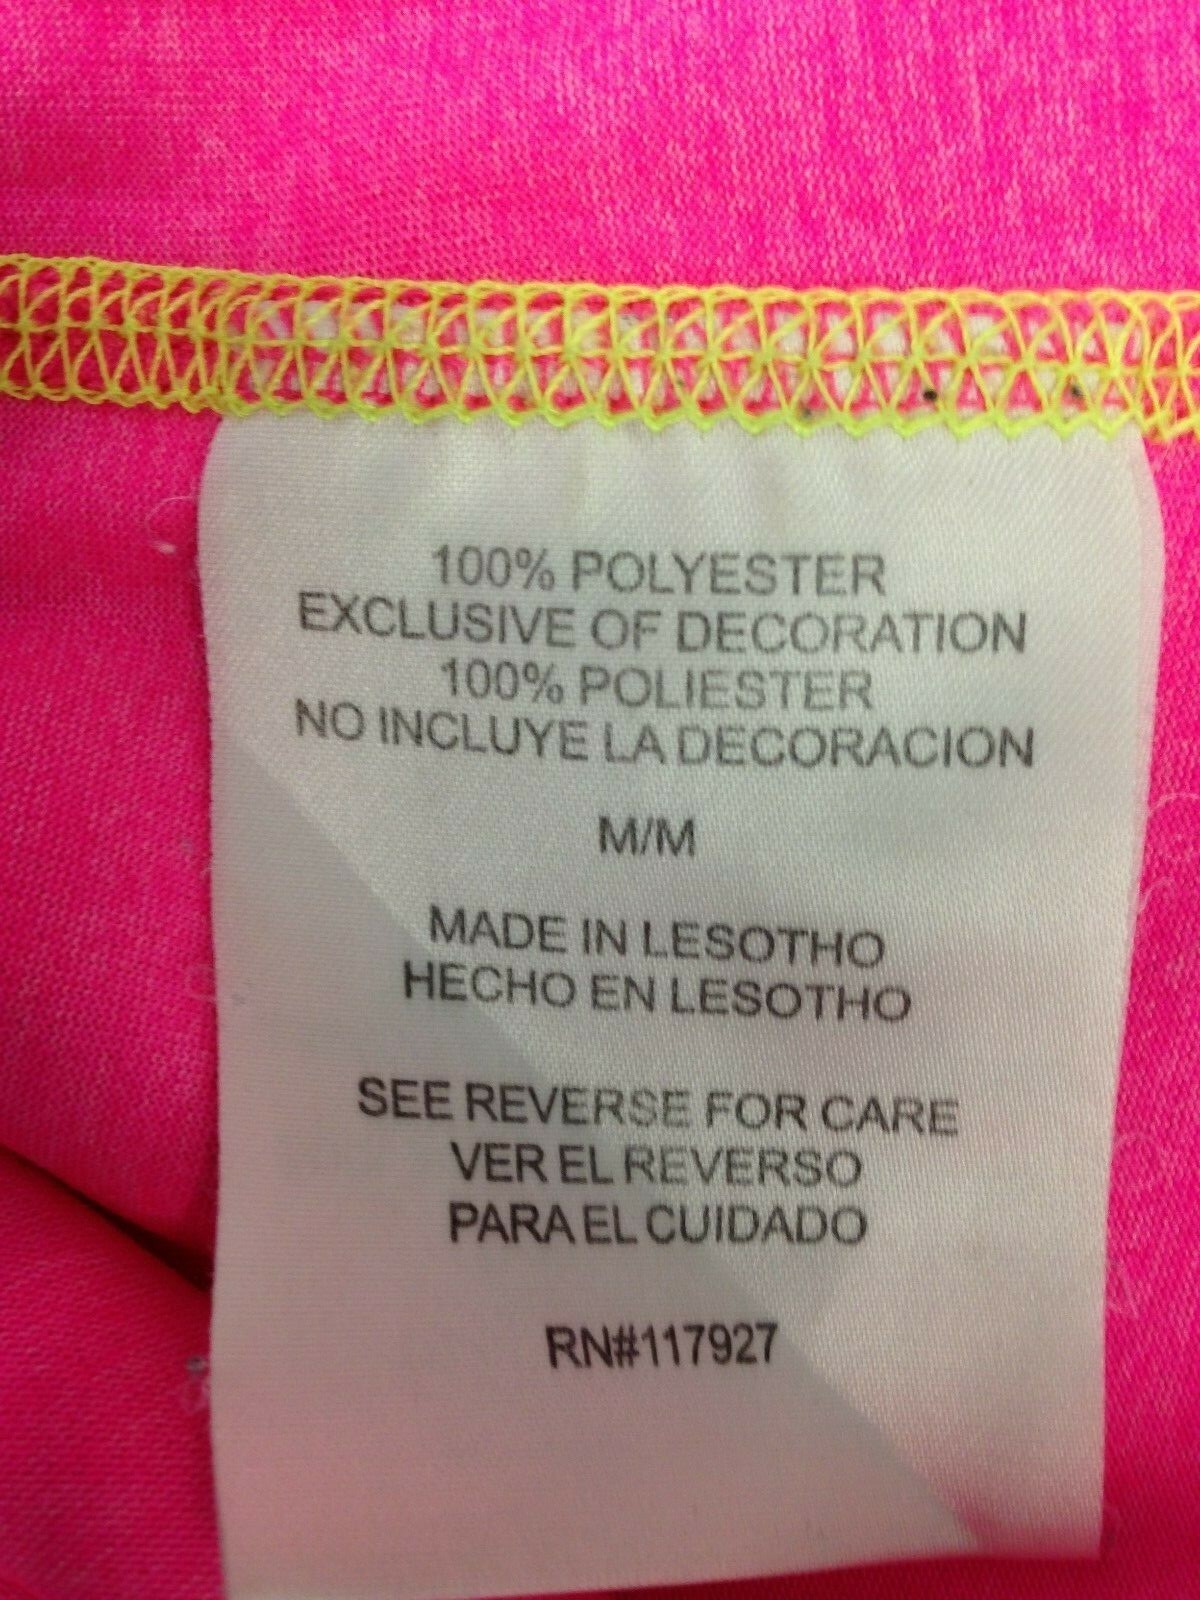 100% POLYESTER
EXCLUSIVE OF DECORATION
100% POLIESTER
NO INCLUYE LA DECORACION
M/M
MADE IN LESOTHO
HECHO EN LESOTHO
SEE REVERSE FOR CARE
VER EL REVERSO
PARA EL CUIDADO
RN#117927